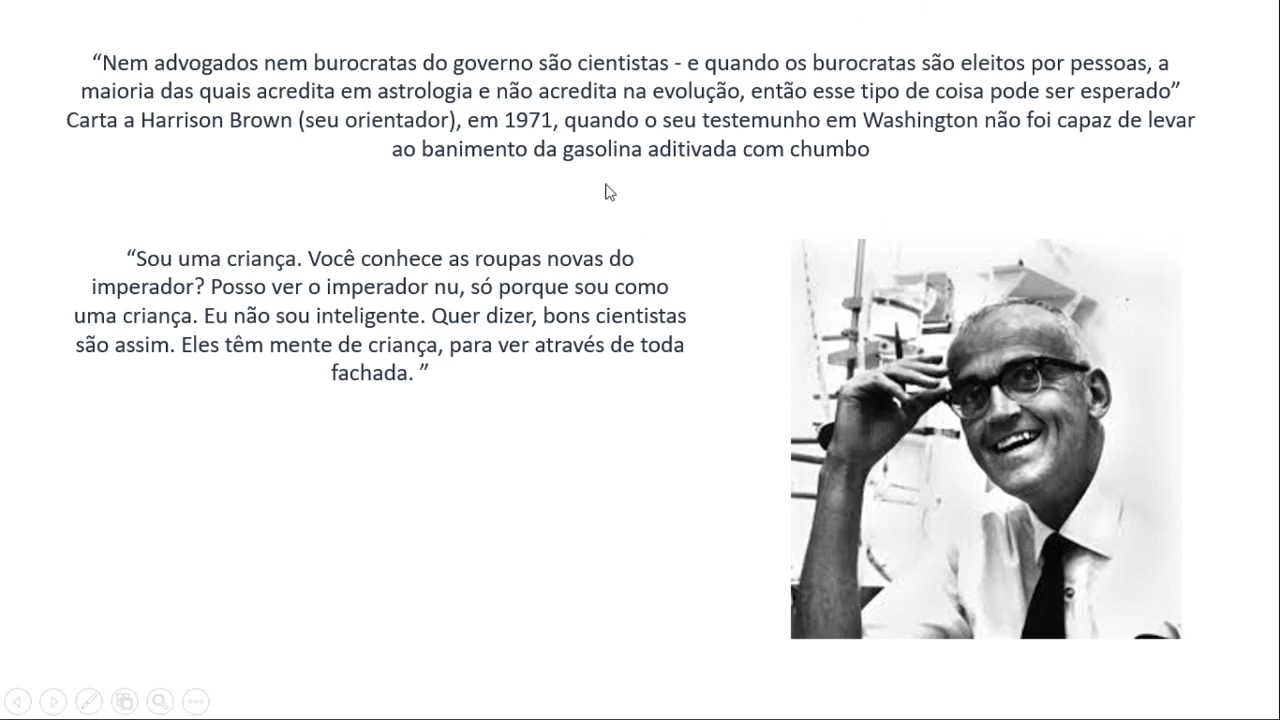 “Nem advogados nem burocratas do governo são cientistas - e quando os burocratas são eleitos por pessoas, a
maioria das quais acredita em astrologia e não acredita na evolução, então esse tipo de coisa pode ser esperado”
Carta a Harrison Brown (seu orientador), em 1971, quando o seu testemunho em Washington não foi capaz de levar
ao banimento da gasolina aditivada com chumbo
“Sou uma criança. Você conhece as roupas novas do
imperador? Posso ver o imperador nu, só porque sou como
uma criança. Eu não sou inteligente. Quer dizer, bons cientistas
são assim. Eles têm mente de criança, para ver através de toda
fachada. ”